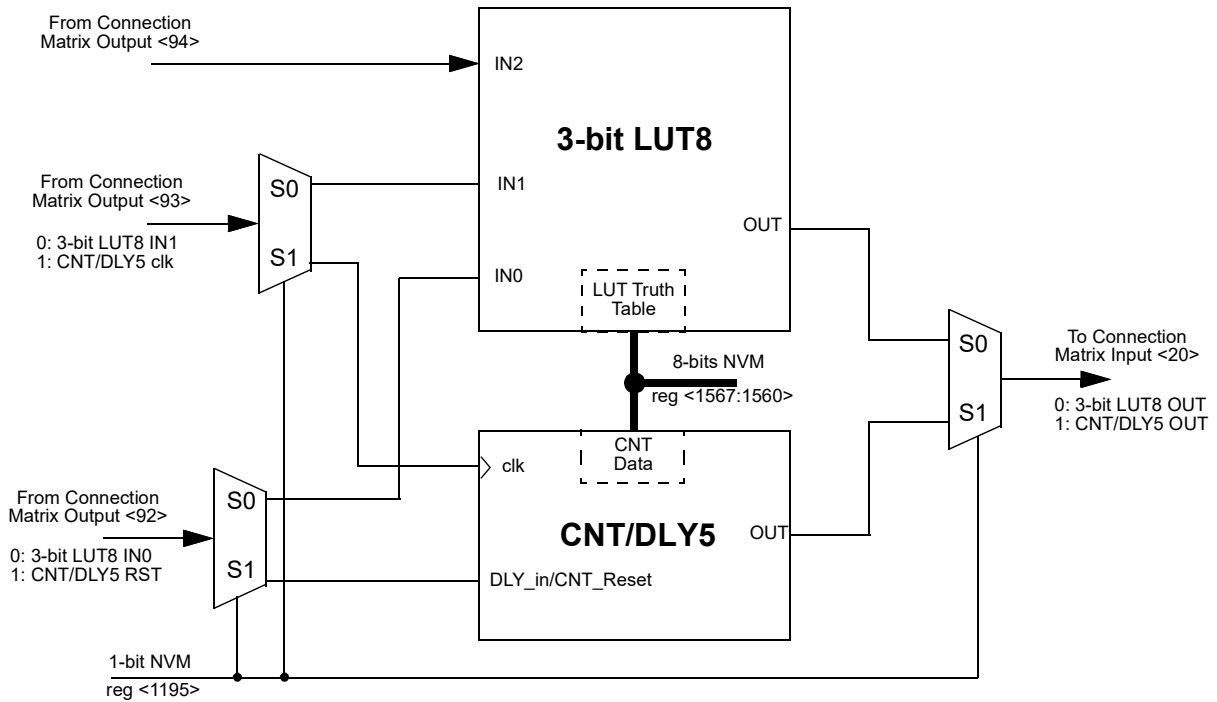 From Connection
Matrix Output <94>
IN2
3-bit LUT8
From Connection
Matrix Output <93>
0: 3-bit LUT8 IN1
1: CNT/DLY5 clk
S0
S1
IN1
IN0
OUT
LUT Truth
Table
8-bits NVM
reg <1567:1560>
S0
S1
To Connection
Matrix Input <20>
0: 3-bit LUT8 OUT
1: CNT/DLY5 OUT
CNT
Data
clk
CNT/DLY5
OUT
DLY_in/CNT_Reset
From Connection
Matrix Output <92>
0: 3-bit LUT8 IN0
1: CNT/DLY5 RST
S0
S1
1-bit NVM
reg <1195>